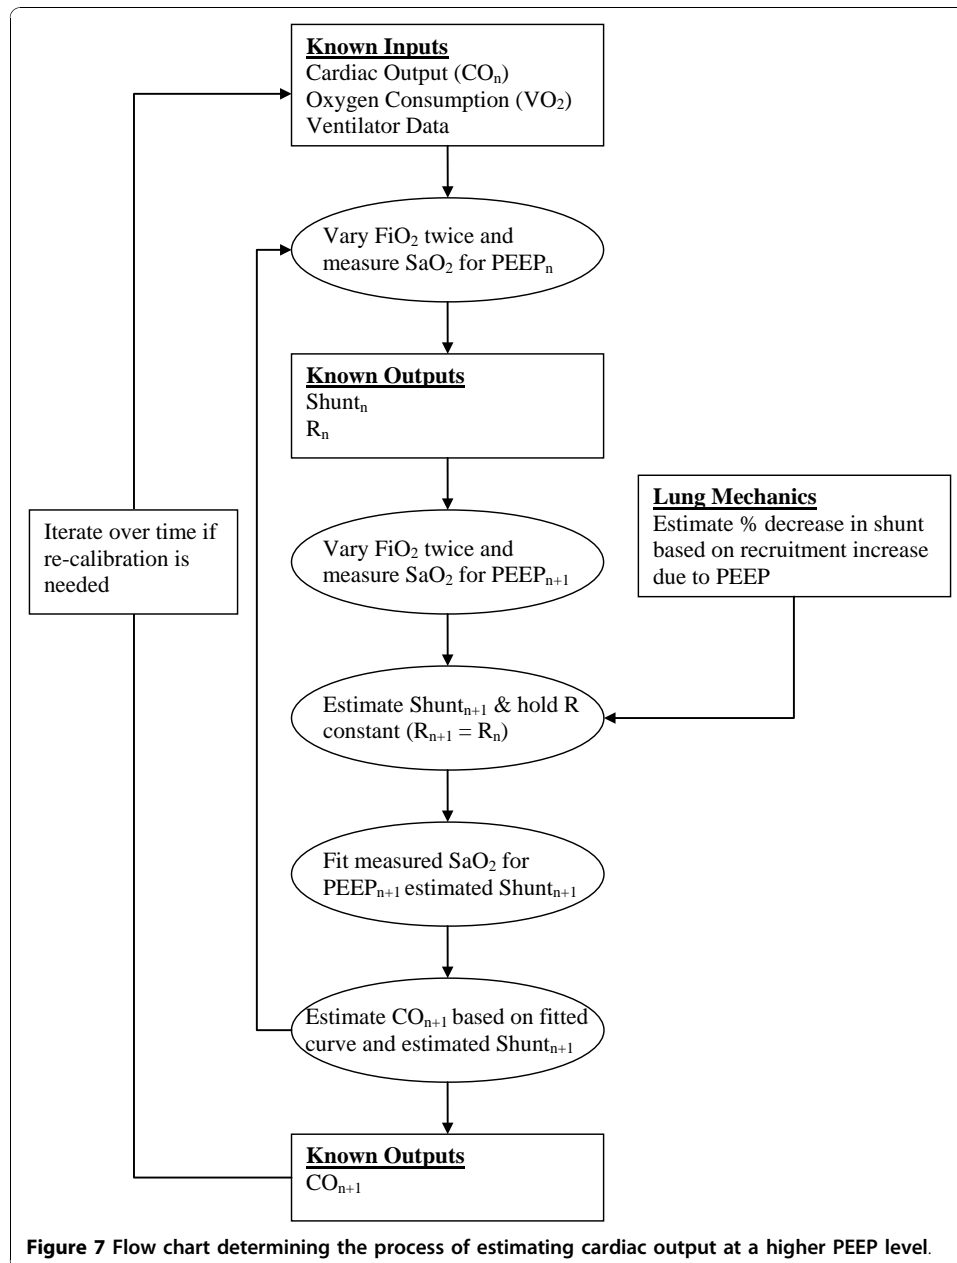 Known Inputs
Cardiac Output (COₙ)
Oxygen Consumption (VO₂)
Ventilator Data
Vary FiO₂ twice and
measure SaO₂ for PEEPₙ
Known Outputs
Shuntₙ
Rₙ
Lung Mechanics
Estimate % decrease in shunt
based on recruitment increase
due to PEEP
Iterate over time if
re-calibration is
needed
Vary FiO₂ twice and
measure SaO₂ for PEEPₙ₊₁
Estimate Shuntₙ₊₁ & hold R
constant (Rₙ₊₁ = Rₙ)
Fit measured SaO₂ for
PEEPₙ₊₁ estimated Shuntₙ₊₁
Estimate COₙ₊₁ based on fitted
curve and estimated Shuntₙ₊₁
Known Outputs
COₙ₊₁
Figure 7 Flow chart determining the process of estimating cardiac output at a higher PEEP level.